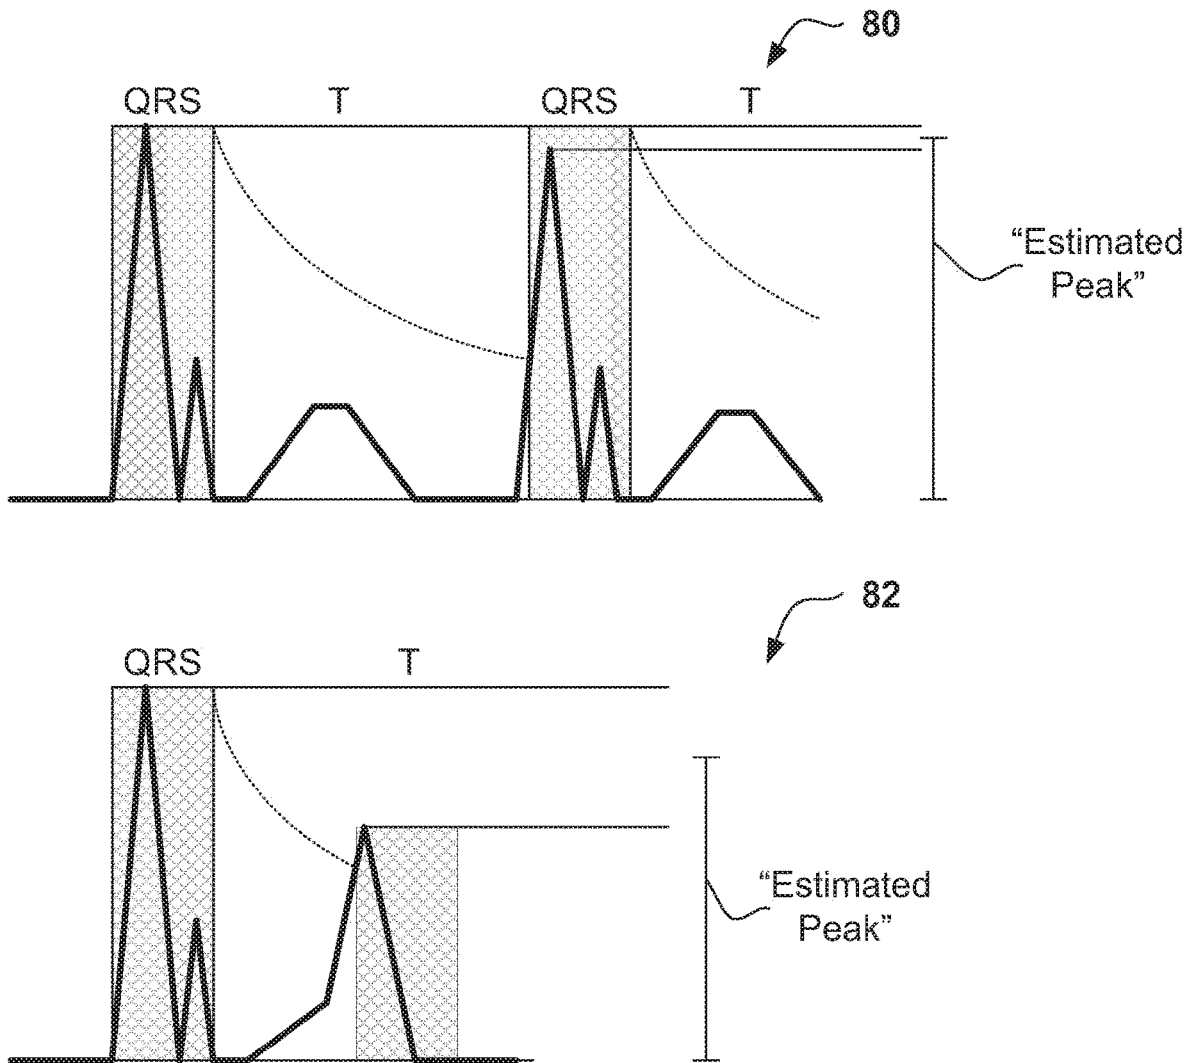 80
QRS T QRS T
“Estimated
Peak”
82
QRS T
“Estimated
Peak”